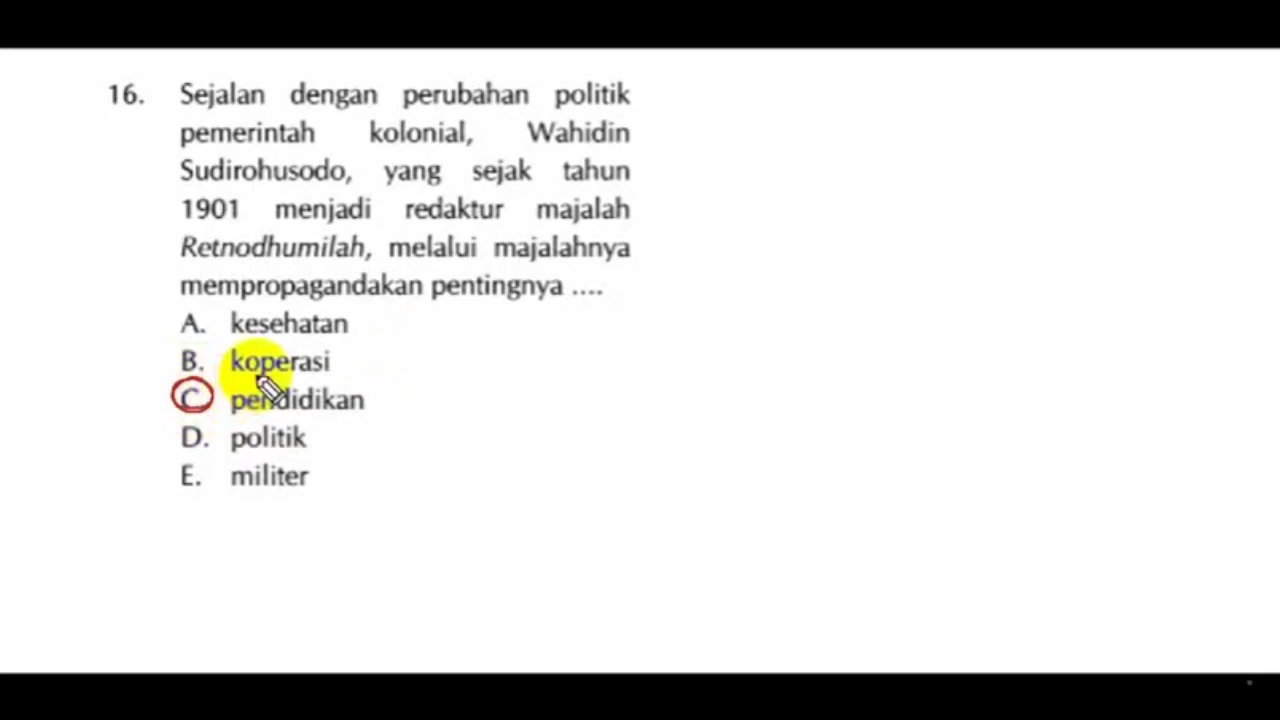 16. Sejalan dengan perubahan politik
pemerintah kolonial, Wahidin
Sudirohusodo, yang sejak tahun
1901 menjadi redaktur majalah
Retnodhumilah, melalui majalahnya
mempropagandakan pentingnya ....
A. kesehatan
B. koperasi
C. pendidikan
D. politik
E. militer